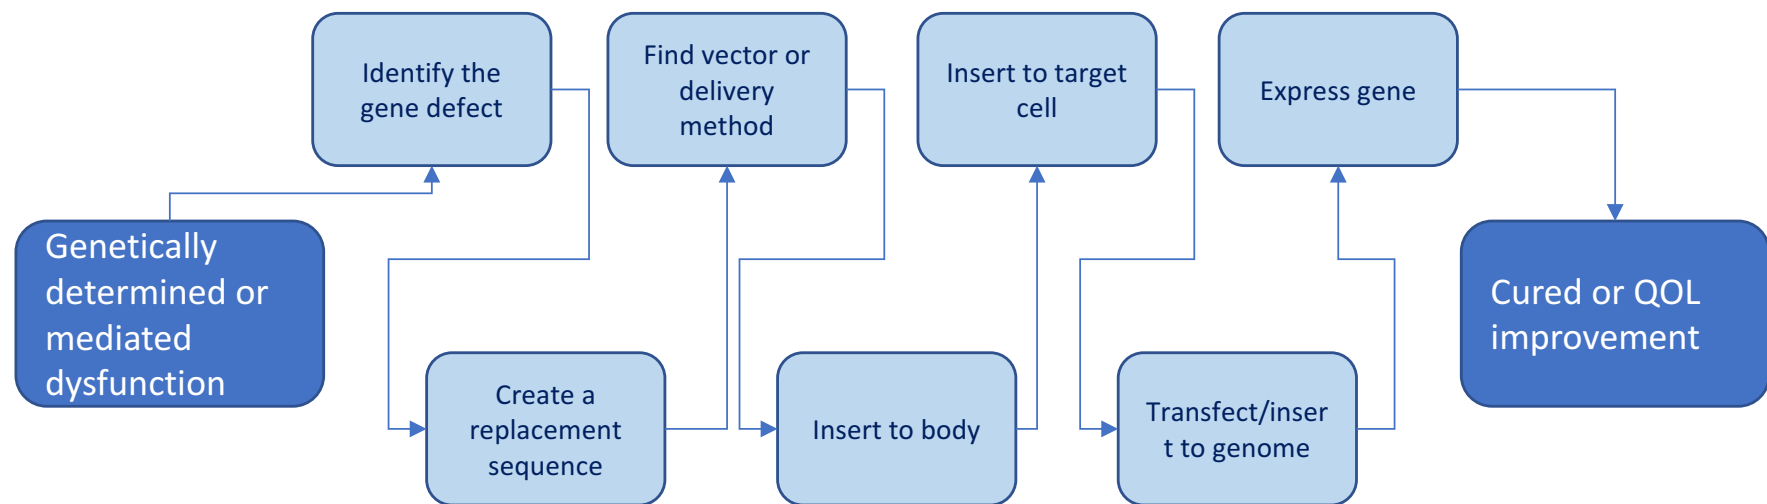 Genetically
determined or
mediated
dysfunction
Identify the
gene defect
Create a
replacement
sequence
Find vector or
delivery
method
Insert to body
Insert to target
cell
Transfect/inser
t to genome
Express gene
Cured or QOL
improvement